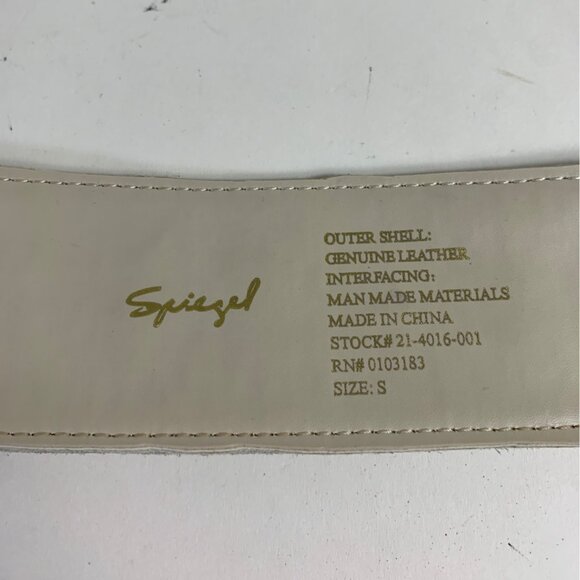 Spiegel
OUTER SHELL:
GENUINE LEATHER
INTERFACING:
MAN MADE MATERIALS
MADE IN CHINA
STOCK# 21-4016-001
RN# 0103183
SIZE: S